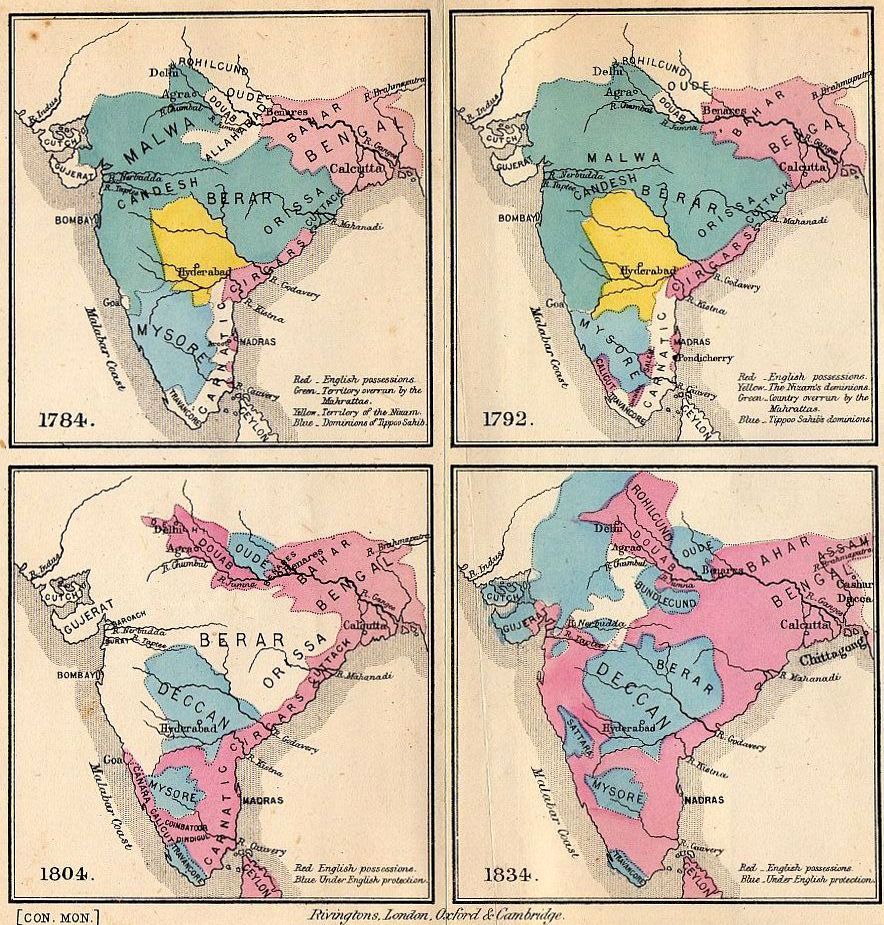 ROHILCUND
Delhi
OUDE
Agra
DOUAB
R. Chumbul
R. Indus
R. Brahmaputra
R. Jumna
Benares
ALLAHABAD
BAHAR
MALWA
BENGAL
R. Ganges
CUTCH
GUJERAT
Calcutta
R. Nerbudda
R. Taptee
CANDESH
BERAR
ORISSA
CUTTACK
BOMBAY
R. Mahanadi
Hyderabad
CIRCARS
R. Godavery
Goa
R. Kistna
Malabar Coast
MYSORE
CARNATIC
MADRAS
R. Cauvery
TRAVANCORE
CEYLON
Red _ English possessions
Green _ Territory overrun by the
Mahrattas.
Yellow _ Territory of the Nizam.
Blue _ Dominions of Tippoo Sahib.
1784.
ROHILCUND
Delhi
OUDE
Agra
DOUAB
R. Chumbul
R. Indus
R. Brahmaputra
R. Jumna
Benares
BAHAR
BENGAL
R. Ganges
CUTCH
GUJERAT
MALWA
Calcutta
R. Nerbudda
R. Taptee
CANDESH
BERAR
ORISSA
CUTTACK
BOMBAY
R. Mahanadi
Hyderabad
CIRCARS
R. Godavery
Goa
R. Kistna
Malabar Coast
MYSORE
CARNATIC
MADRAS
Pondicherry
CALICUT
R. Cauvery
TRAVANCORE
CEYLON
Red _ English possessions.
Yellow _ The Nizam's dominions.
Green _ Country overrun by the
Mahrattas.
Blue _ Tippoo Sahib's dominions.
1792.
DELHI
Delhi
Agra
DOUAB
OUDE
R. Chumbul
R. Indus
R. Brahmaputra
R. Jumna
BENARES
Benares
BAHAR
BENGAL
R. Ganges
CUTCH
GUJERAT
BAROACH
R. Nerbudda
SURAT
R. Taptee
Calcutta
BERAR
ORISSA
CUTTACK
BOMBAY
R. Mahanadi
DECCAN
Hyderabad
CIRCARS
R. Godavery
Goa
R. Kistna
Malabar Coast
CANARA
MYSORE
CARNATIC
MADRAS
CALICUT
COIMBATOOR
DINDIGUL
R. Cauvery
TRAVANCORE
CEYLON
Red English possessions.
Blue Under English protection.
1804.
ROHILCUND
Delhi
Agra
DOUAB
OUDE
R. Chumbul
R. Indus
ASSAM
R. Brahmaputra
R. Jumna
Benares
BAHAR
BENGAL
Cashar
Dacca
R. Ganges
CUTCH
GUJERAT
BUNDLECUND
R. Nerbudda
R. Taptee
Calcutta
Chittagong
BERAR
R. Mahanadi
DECCAN
SATTARA
Hyderabad
R. Godavery
R. Kistna
Malabar Coast
MYSORE
MADRAS
R. Cauvery
TRAVANCORE
CEYLON
Red _ English possessions.
Blue _ Under English protection.
1834.
[CON. MON.]
Rivingtons, London, Oxford & Cambridge.